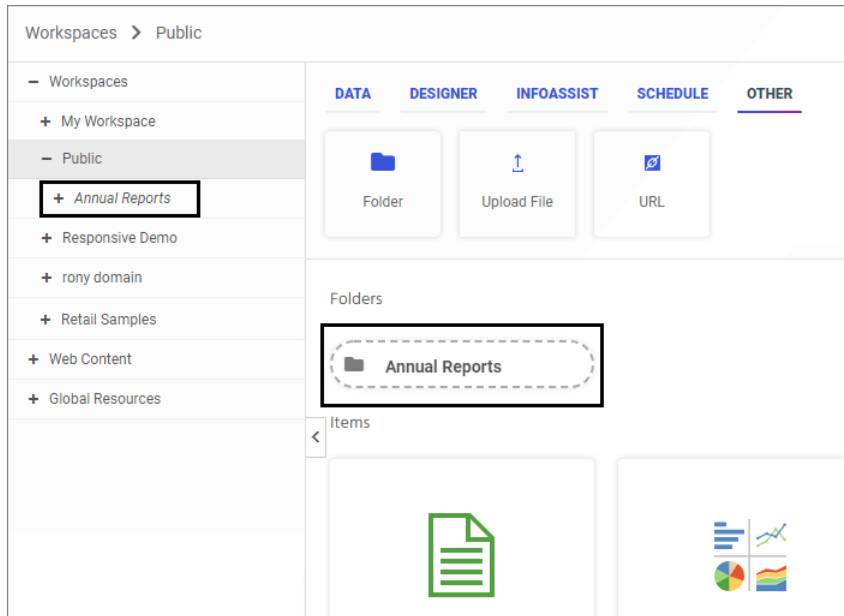 Workspaces > Public
− Workspaces
+ My Workspace
− Public
+ Annual Reports
+ Responsive Demo
+ rony domain
+ Retail Samples
+ Web Content
+ Global Resources
DATA DESIGNER INFOASSIST SCHEDULE OTHER
Folder Upload File URL
Folders
Annual Reports
Items